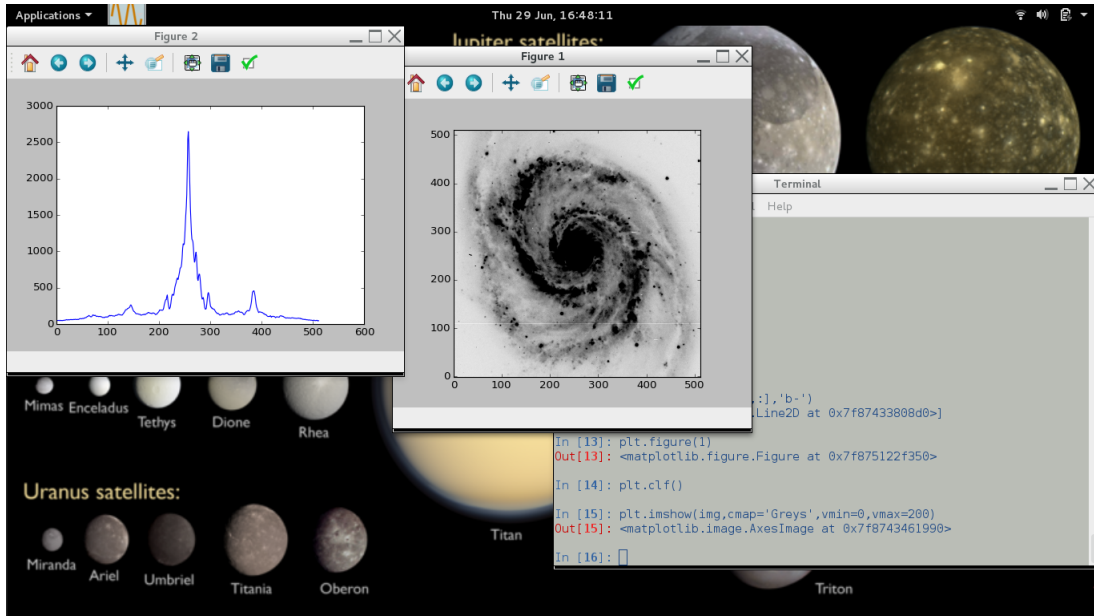 Applications
Thu 29 Jun, 16:48:11
Jupiter satellites:
Figure 2
3000
2500
2000
1500
1000
500
0
0 100 200 300 400 500 600
Figure 1
500
400
300
200
100
0
0 100 200 300 400 500
Terminal
Help
,:],'b-')
.Line2D at 0x7f87433808d0>]
In [13]: plt.figure(1)
Out[13]: <matplotlib.figure.Figure at 0x7f875122f350>
In [14]: plt.clf()
In [15]: plt.imshow(img,cmap='Greys',vmin=0,vmax=200)
Out[15]: <matplotlib.image.AxesImage at 0x7f8743461990>
In [16]:
Mimas Enceladus Tethys Dione Rhea
Titan
Uranus satellites:
Miranda Ariel Umbriel Titania Oberon
Triton